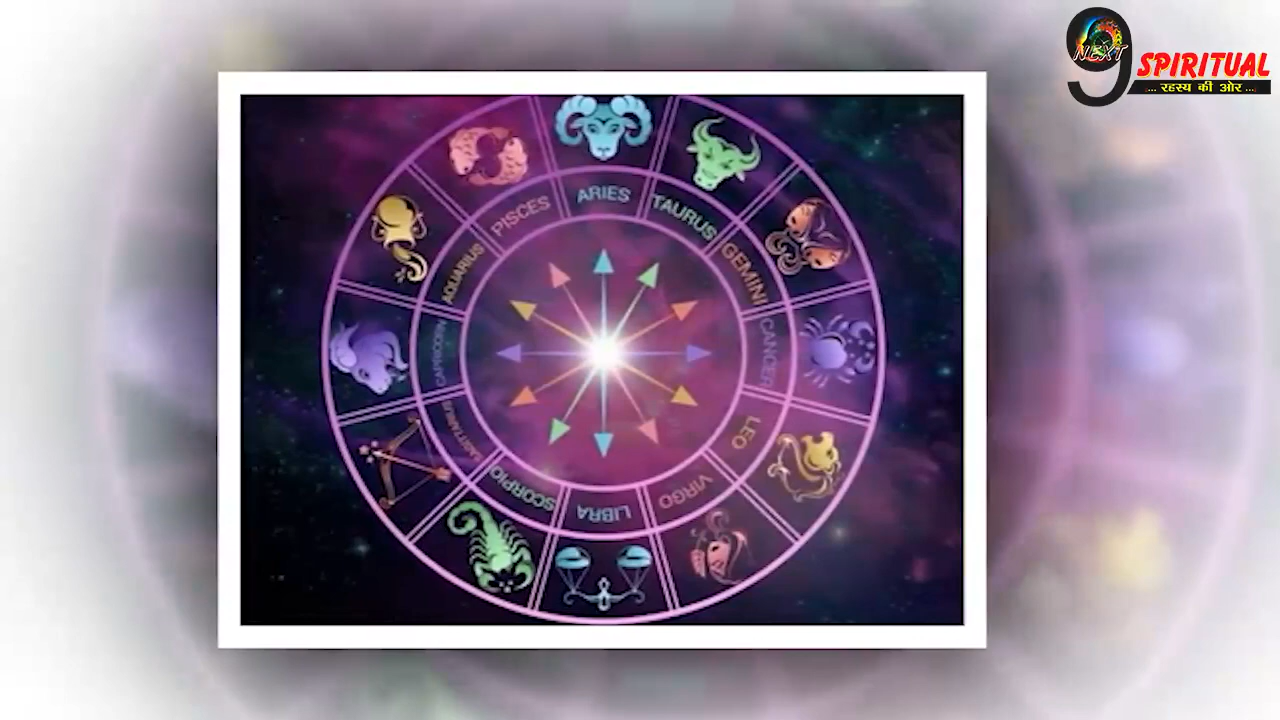 NEXT
9 SPIRITUAL
... रहस्य की ओर ...
ARIES
TAURUS
GEMINI
CANCER
LEO
VIRGO
LIBRA
SCORPIO
SAGITTARIUS
CAPRICORN
AQUARIUS
PISCES